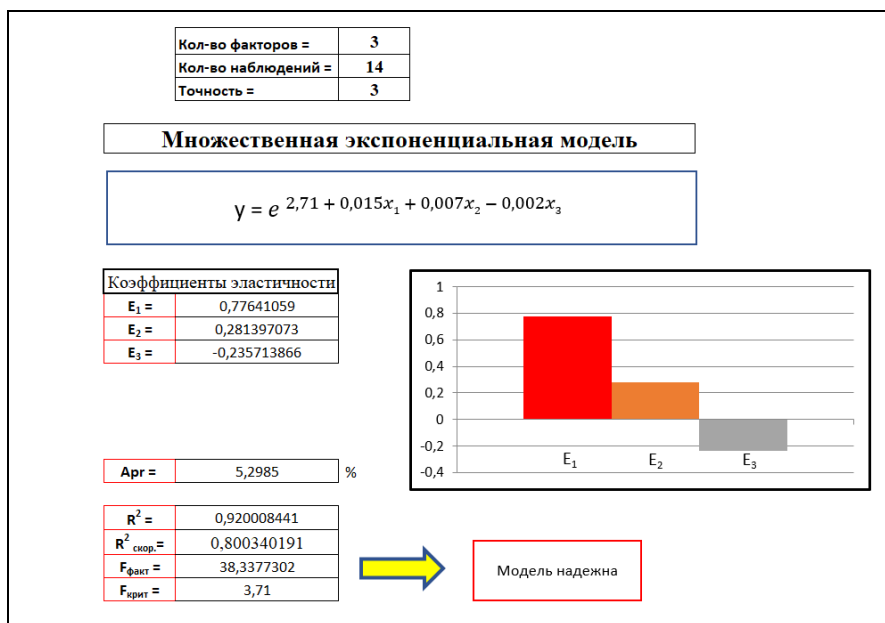 Кол-во факторов = 3
Кол-во наблюдений = 14
Точность = 3
Множественная экспоненциальная модель
y = e^{2,71 + 0,015x₁ + 0,007x₂ − 0,002x₃}
Коэффициенты эластичности
E₁ = 0,77641059
E₂ = 0,281397073
E₃ = -0,235713866
1
0,8
0,6
0,4
0,2
0
-0,2
-0,4
E₁ E₂ E₃
Apr = 5,2985 %
R² = 0,920008441
R² скор.= 0,800340191
Fфакт = 38,3377302
Fкрит = 3,71
Модель надежна